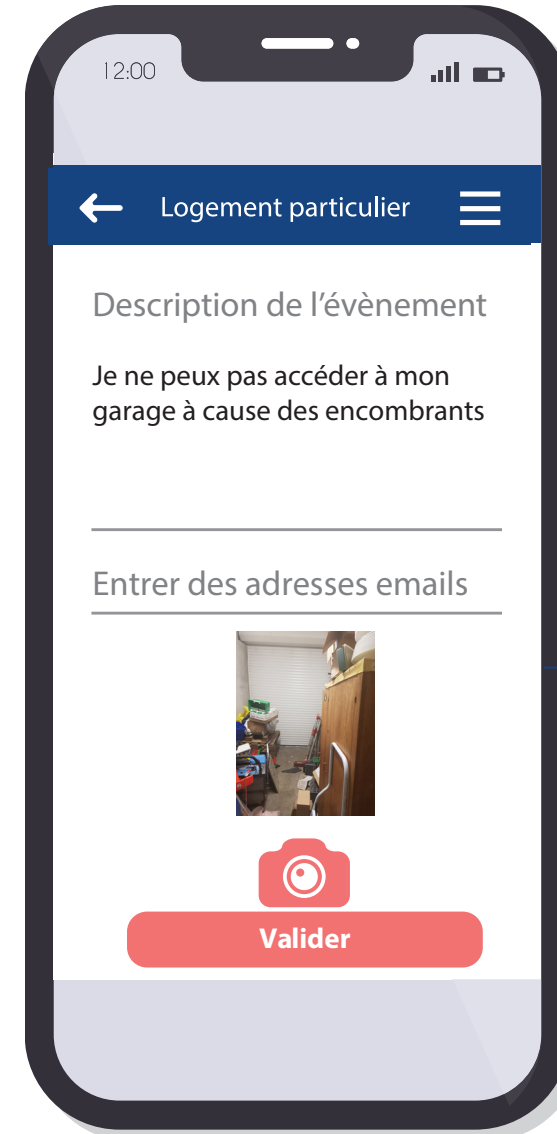 12:00
Logement particulier
Description de l’évènement
Je ne peux pas accéder à mon
garage à cause des encombrants
Entrer des adresses emails
Valider